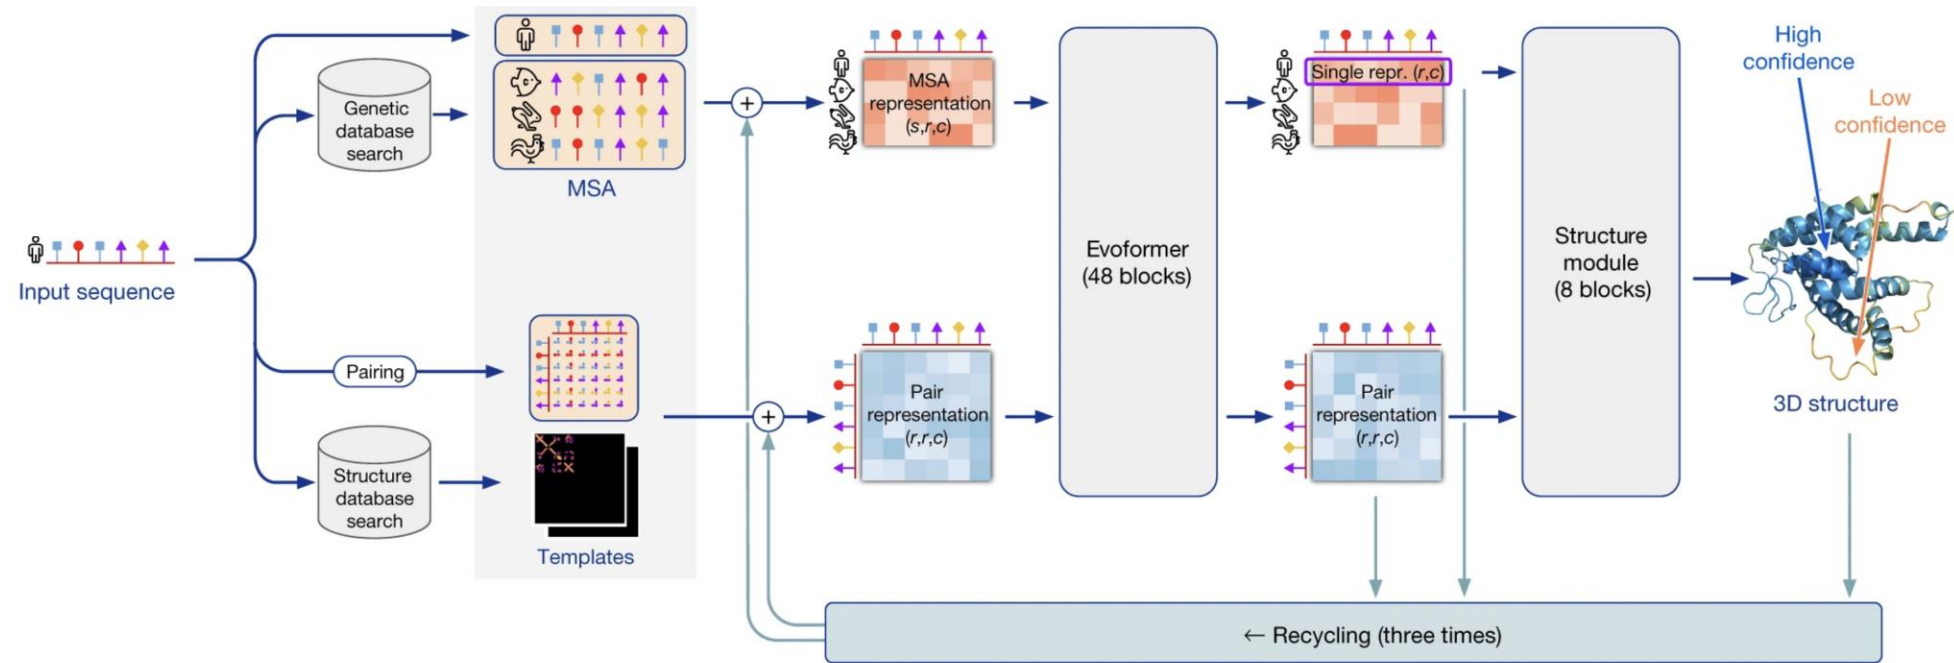 Input sequence
Genetic
database
search
MSA
Pairing
Structure
database
search
Templates
+
+
MSA
representation
(s,r,c)
Pair
representation
(r,r,c)
Evoformer
(48 blocks)
Single repr. (r,c)
Pair
representation
(r,r,c)
Structure
module
(8 blocks)
High
confidence
Low
confidence
3D structure
← Recycling (three times)